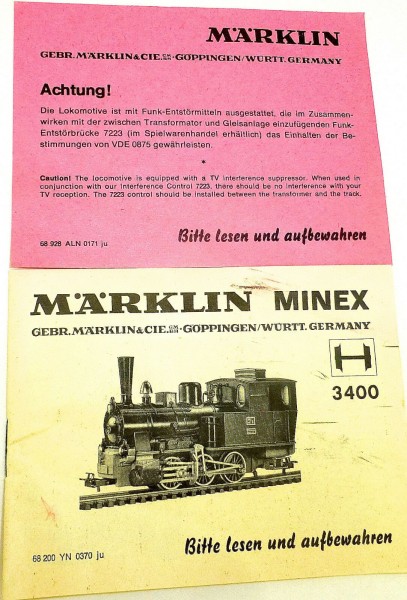 MÄRKLIN
GEBR. MÄRKLIN & CIE. GMBH · GÖPPINGEN/WÜRTT. GERMANY
Achtung!
Die Lokomotive ist mit Funk-Entstörmitteln ausgestattet, die im Zusammen-
wirken mit der zwischen Transformator und Gleisanlage einzufügenden Funk-
Entstörbrücke 7223 (im Spielwarenhandel erhältlich) das Einhalten der Be-
stimmungen von VDE 0875 gewährleisten.
*
Caution! The locomotive is equipped with a TV interference suppressor. When used in
conjunction with our Interference Control 7223, there should be no interference with your
TV reception. The 7223 control should be installed between the transformer and the track.
Bitte lesen und aufbewahren
68 928 ALN 0171 ju
MÄRKLIN MINEX
GEBR. MÄRKLIN & CIE. GMBH · GÖPPINGEN/WÜRTT. GERMANY
3400
Bitte lesen und aufbewahren
68 200 YN 0370 ju